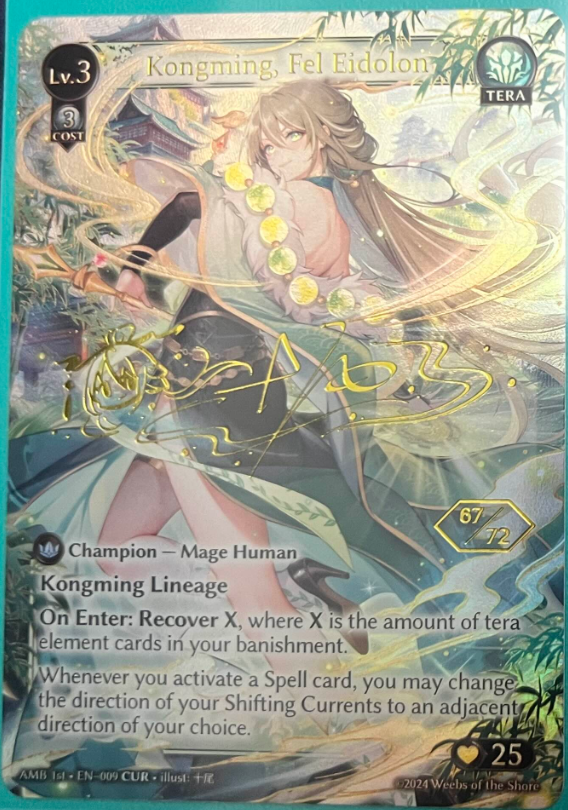 Lv.3
Kongming, Fel Eidolon
TERA
3
COST
67/72
Champion — Mage Human
Kongming Lineage
On Enter: Recover X, where X is the amount of tera
element cards in your banishment.
Whenever you activate a Spell card, you may change
the direction of your Shifting Currents to an adjacent
direction of your choice.
25
AMB 1st • EN-009 CUR • illust: 十尾
©2024 Weebs of the Shore